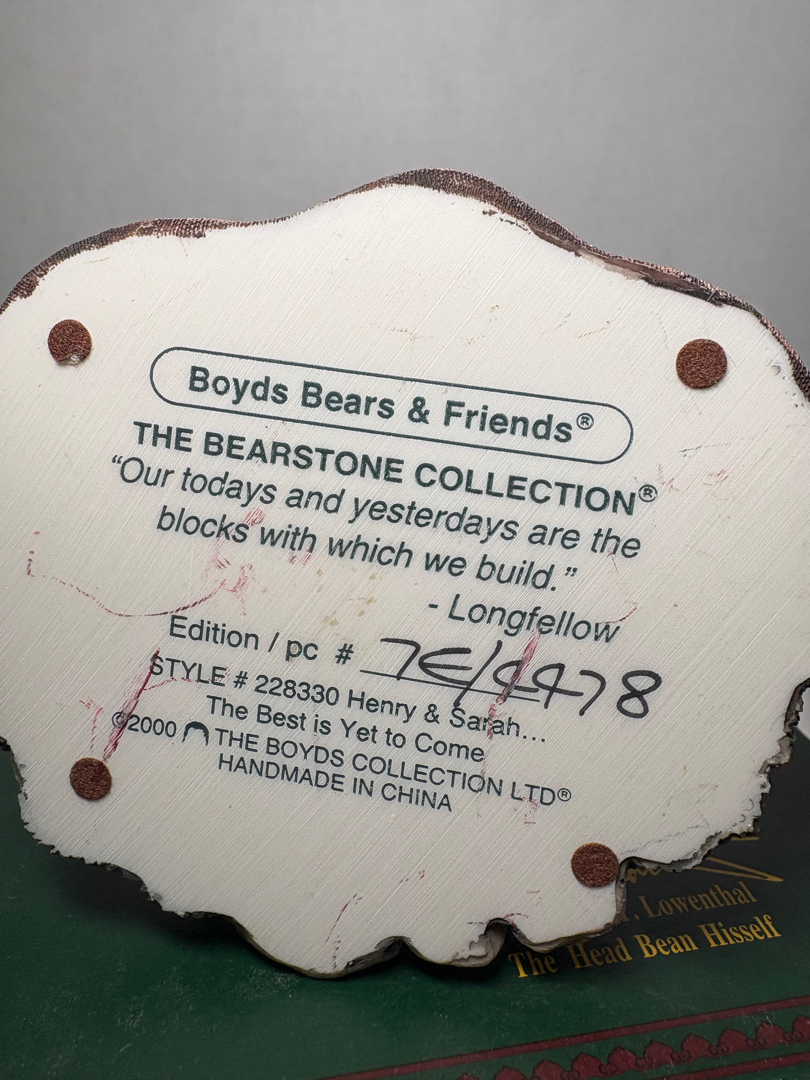 Boyds Bears & Friends®
THE BEARSTONE COLLECTION®
“Our todays and yesterdays are the
blocks with which we build.”
- Longfellow
Edition / pc # 7E/
STYLE # 228330 Henry & Sarah...
The Best is Yet to Come
©2000 THE BOYDS COLLECTION LTD®
HANDMADE IN CHINA
Lowenthal
The Head Bean Hisself